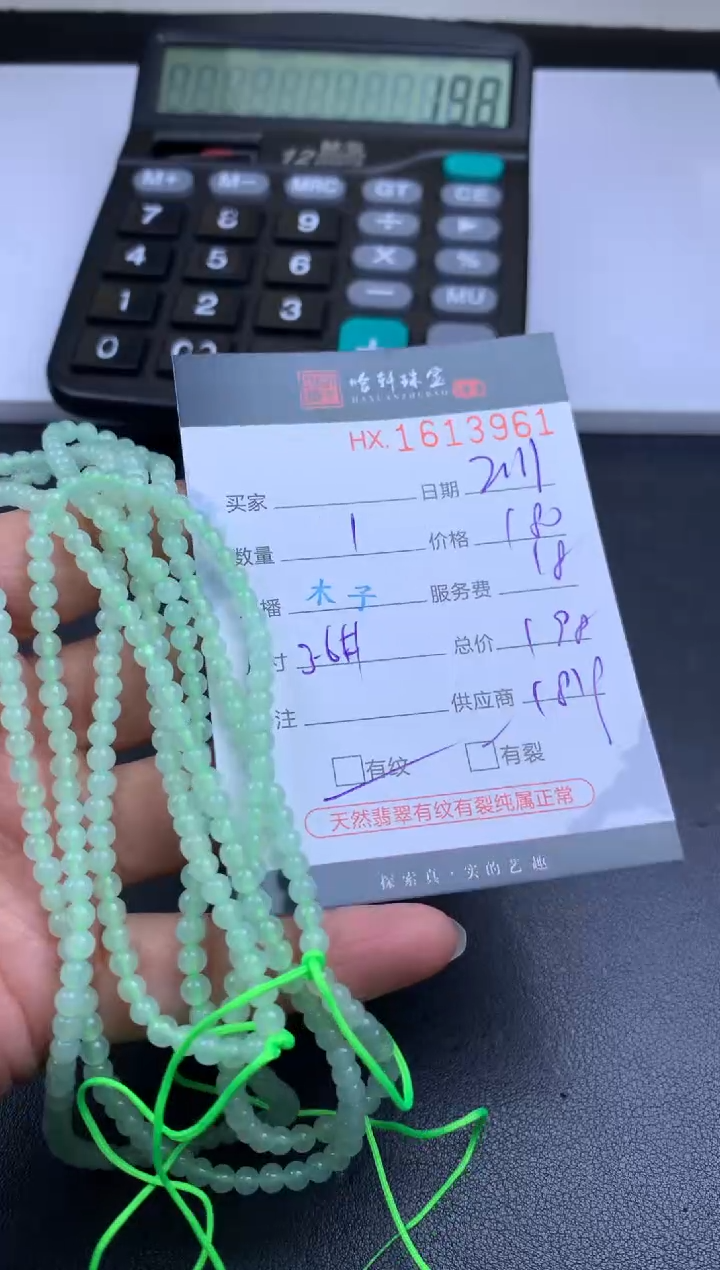 198
12
M+ M- MRC GT CE
7 8 9 ÷ ►
4 5 6 × %
1 2 3 − MU
0 +
哈轩珠宝
HAXUANZHUBAO
HX.1613961
买家 日期
数量 1 价格 180
播 木子 服务费 18
寸 总价 198
注 供应商
有纹 有裂
天然翡翠有纹有裂纯属正常
探索真·实的艺趣